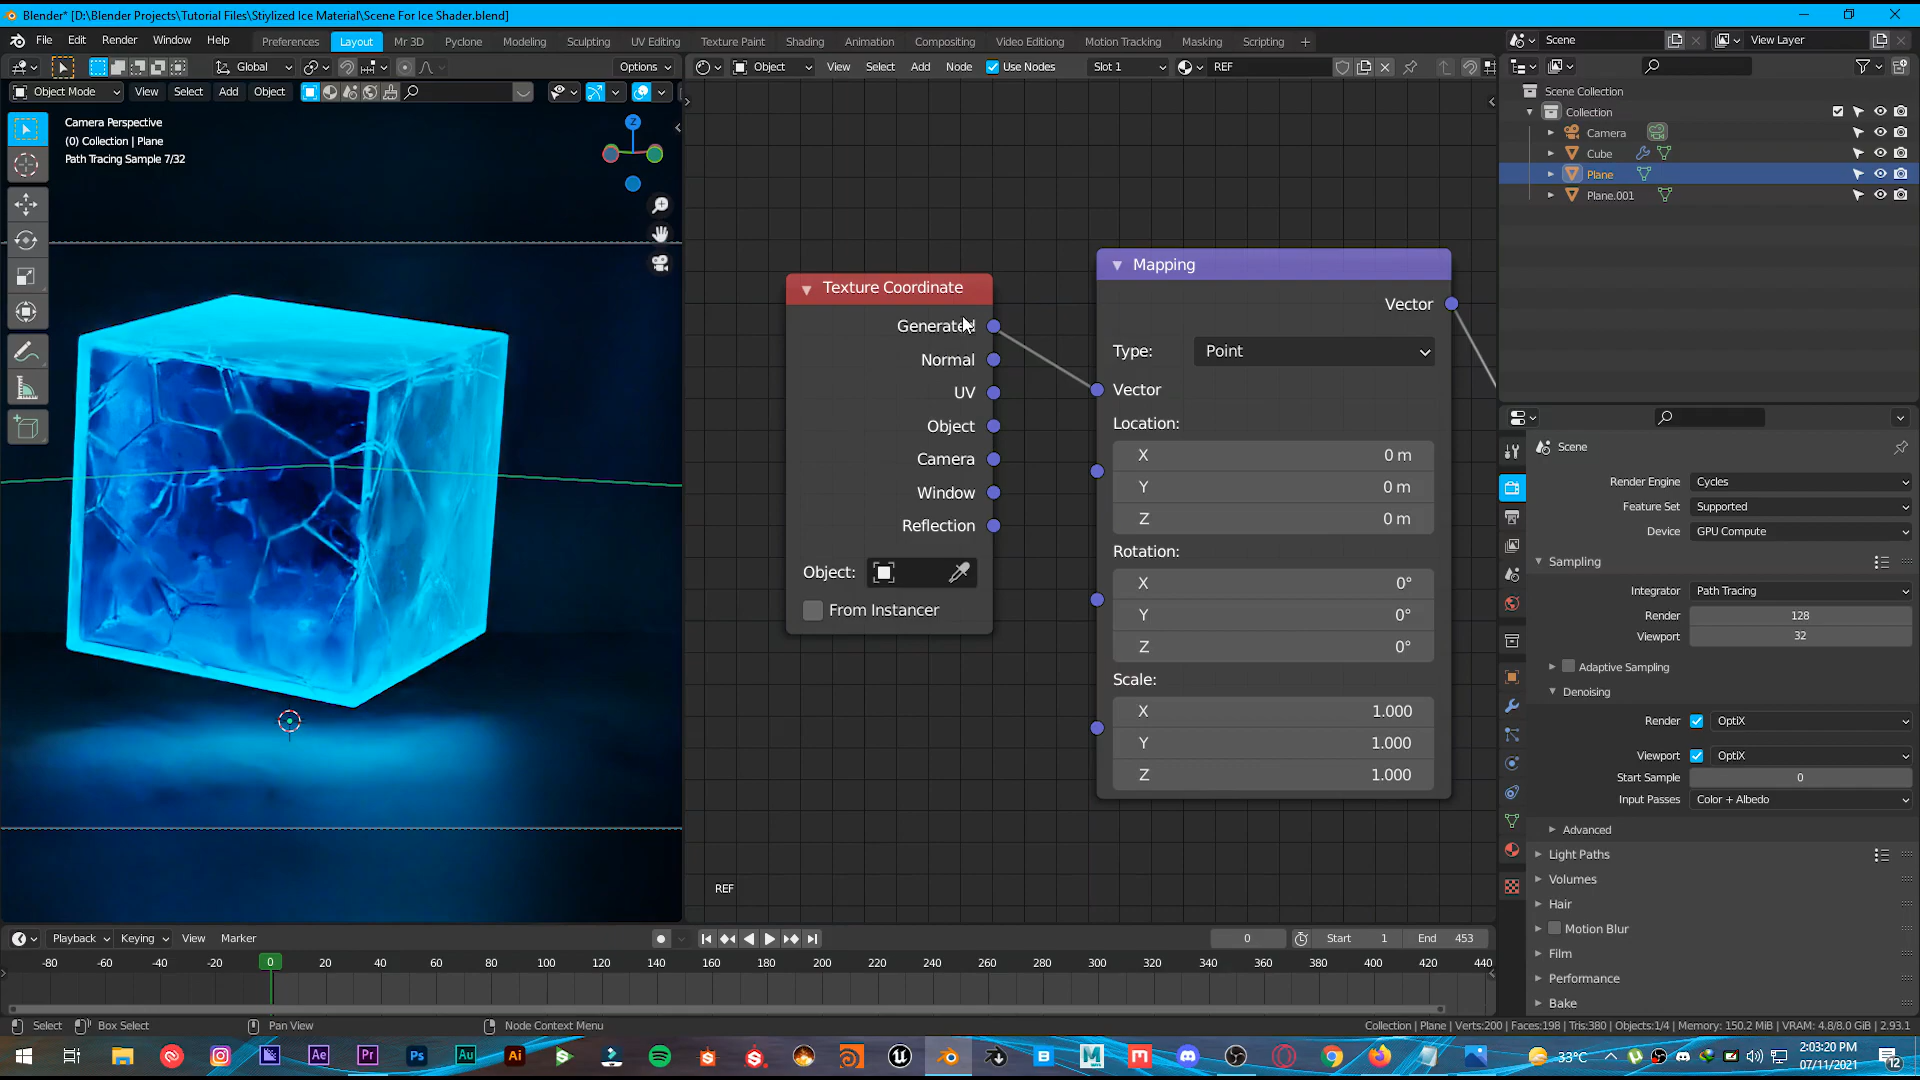 Blender* [D:\Blender Projects\Tutorial Files\Stiylized Ice Material\Scene For Ice Shader.blend]
File Edit Render Window Help Preferences Layout Mr 3D Pyclone Modeling Sculpting UV Editing Texture Paint Shading Animation Compositing Video Editiong Motion Tracking Masking Scripting + Scene View Layer
Global Options Object View Select Add Node Use Nodes Slot 1 REF
Object Mode View Select Add Object
Camera Perspective
(0) Collection | Plane
Path Tracing Sample 7/32
Z
Texture Coordinate
Generated
Normal
UV
Object
Camera
Window
Reflection
Object:
From Instancer
Mapping
Vector
Type: Point
Vector
Location:
X 0 m
Y 0 m
Z 0 m
Rotation:
X 0°
Y 0°
Z 0°
Scale:
X 1.000
Y 1.000
Z 1.000
REF
Scene Collection
Collection
Camera
Cube
Plane
Plane.001
Scene
Render Engine Cycles
Feature Set Supported
Device GPU Compute
Sampling
Integrator Path Tracing
Render 128
Viewport 32
Adaptive Sampling
Denoising
Render OptiX
Viewport OptiX
Start Sample 0
Input Passes Color + Albedo
Advanced
Light Paths
Volumes
Hair
Motion Blur
Film
Performance
Bake
Playback Keying View Marker 0 Start 1 End 453
-80 -60 -40 -20 0 20 40 60 80 100 120 140 160 180 200 220 240 260 280 300 320 340 360 380 400 420 440
Select Box Select Pan View Node Context Menu Collection | Plane | Verts:200 | Faces:198 | Tris:380 | Objects:1/4 | Memory: 150.2 MiB | VRAM: 4.8/8.0 GiB | 2.93.1
Ae Pr Ps Au Ai B M M 33°C 2:03:20 PM
07/11/2021
12